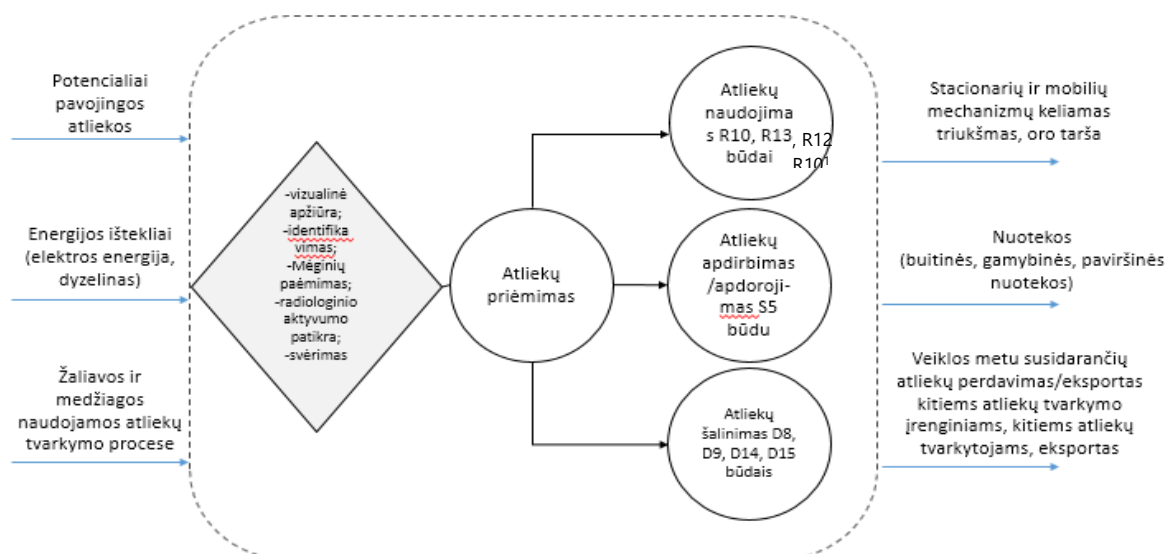 Potencialiai
pavojingos
atliekos
Energijos ištekliai
(elektros energija,
dyzelinas)
Žaliavos ir
medžiagos
naudojamos atliekų
tvarkymo procese
-vizualinė
apžiūra;
-identifika
vimas;
-Mėginių
paėmimas;
-radiologinio
aktyvumo
patikra;
-svėrimas
Atliekų
priėmimas
Atliekų
naudojima
s R10, R13, R12
būdai R10¹
Atliekų
apdirbimas
/apdoroji-
mas S5
būdu
Atliekų
šalinimas D8,
D9, D14, D15
būdais
Stacionarių ir mobilių
mechanizmų keliamas
triukšmas, oro tarša
Nuotekos
(buitinės, gamybinės, paviršinės
nuotekos)
Veiklos metu susidarančių
atliekų perdavimas/eksportas
kitiems atliekų tvarkymo
įrenginiams, kitiems atliekų
tvarkytojams, eksportas